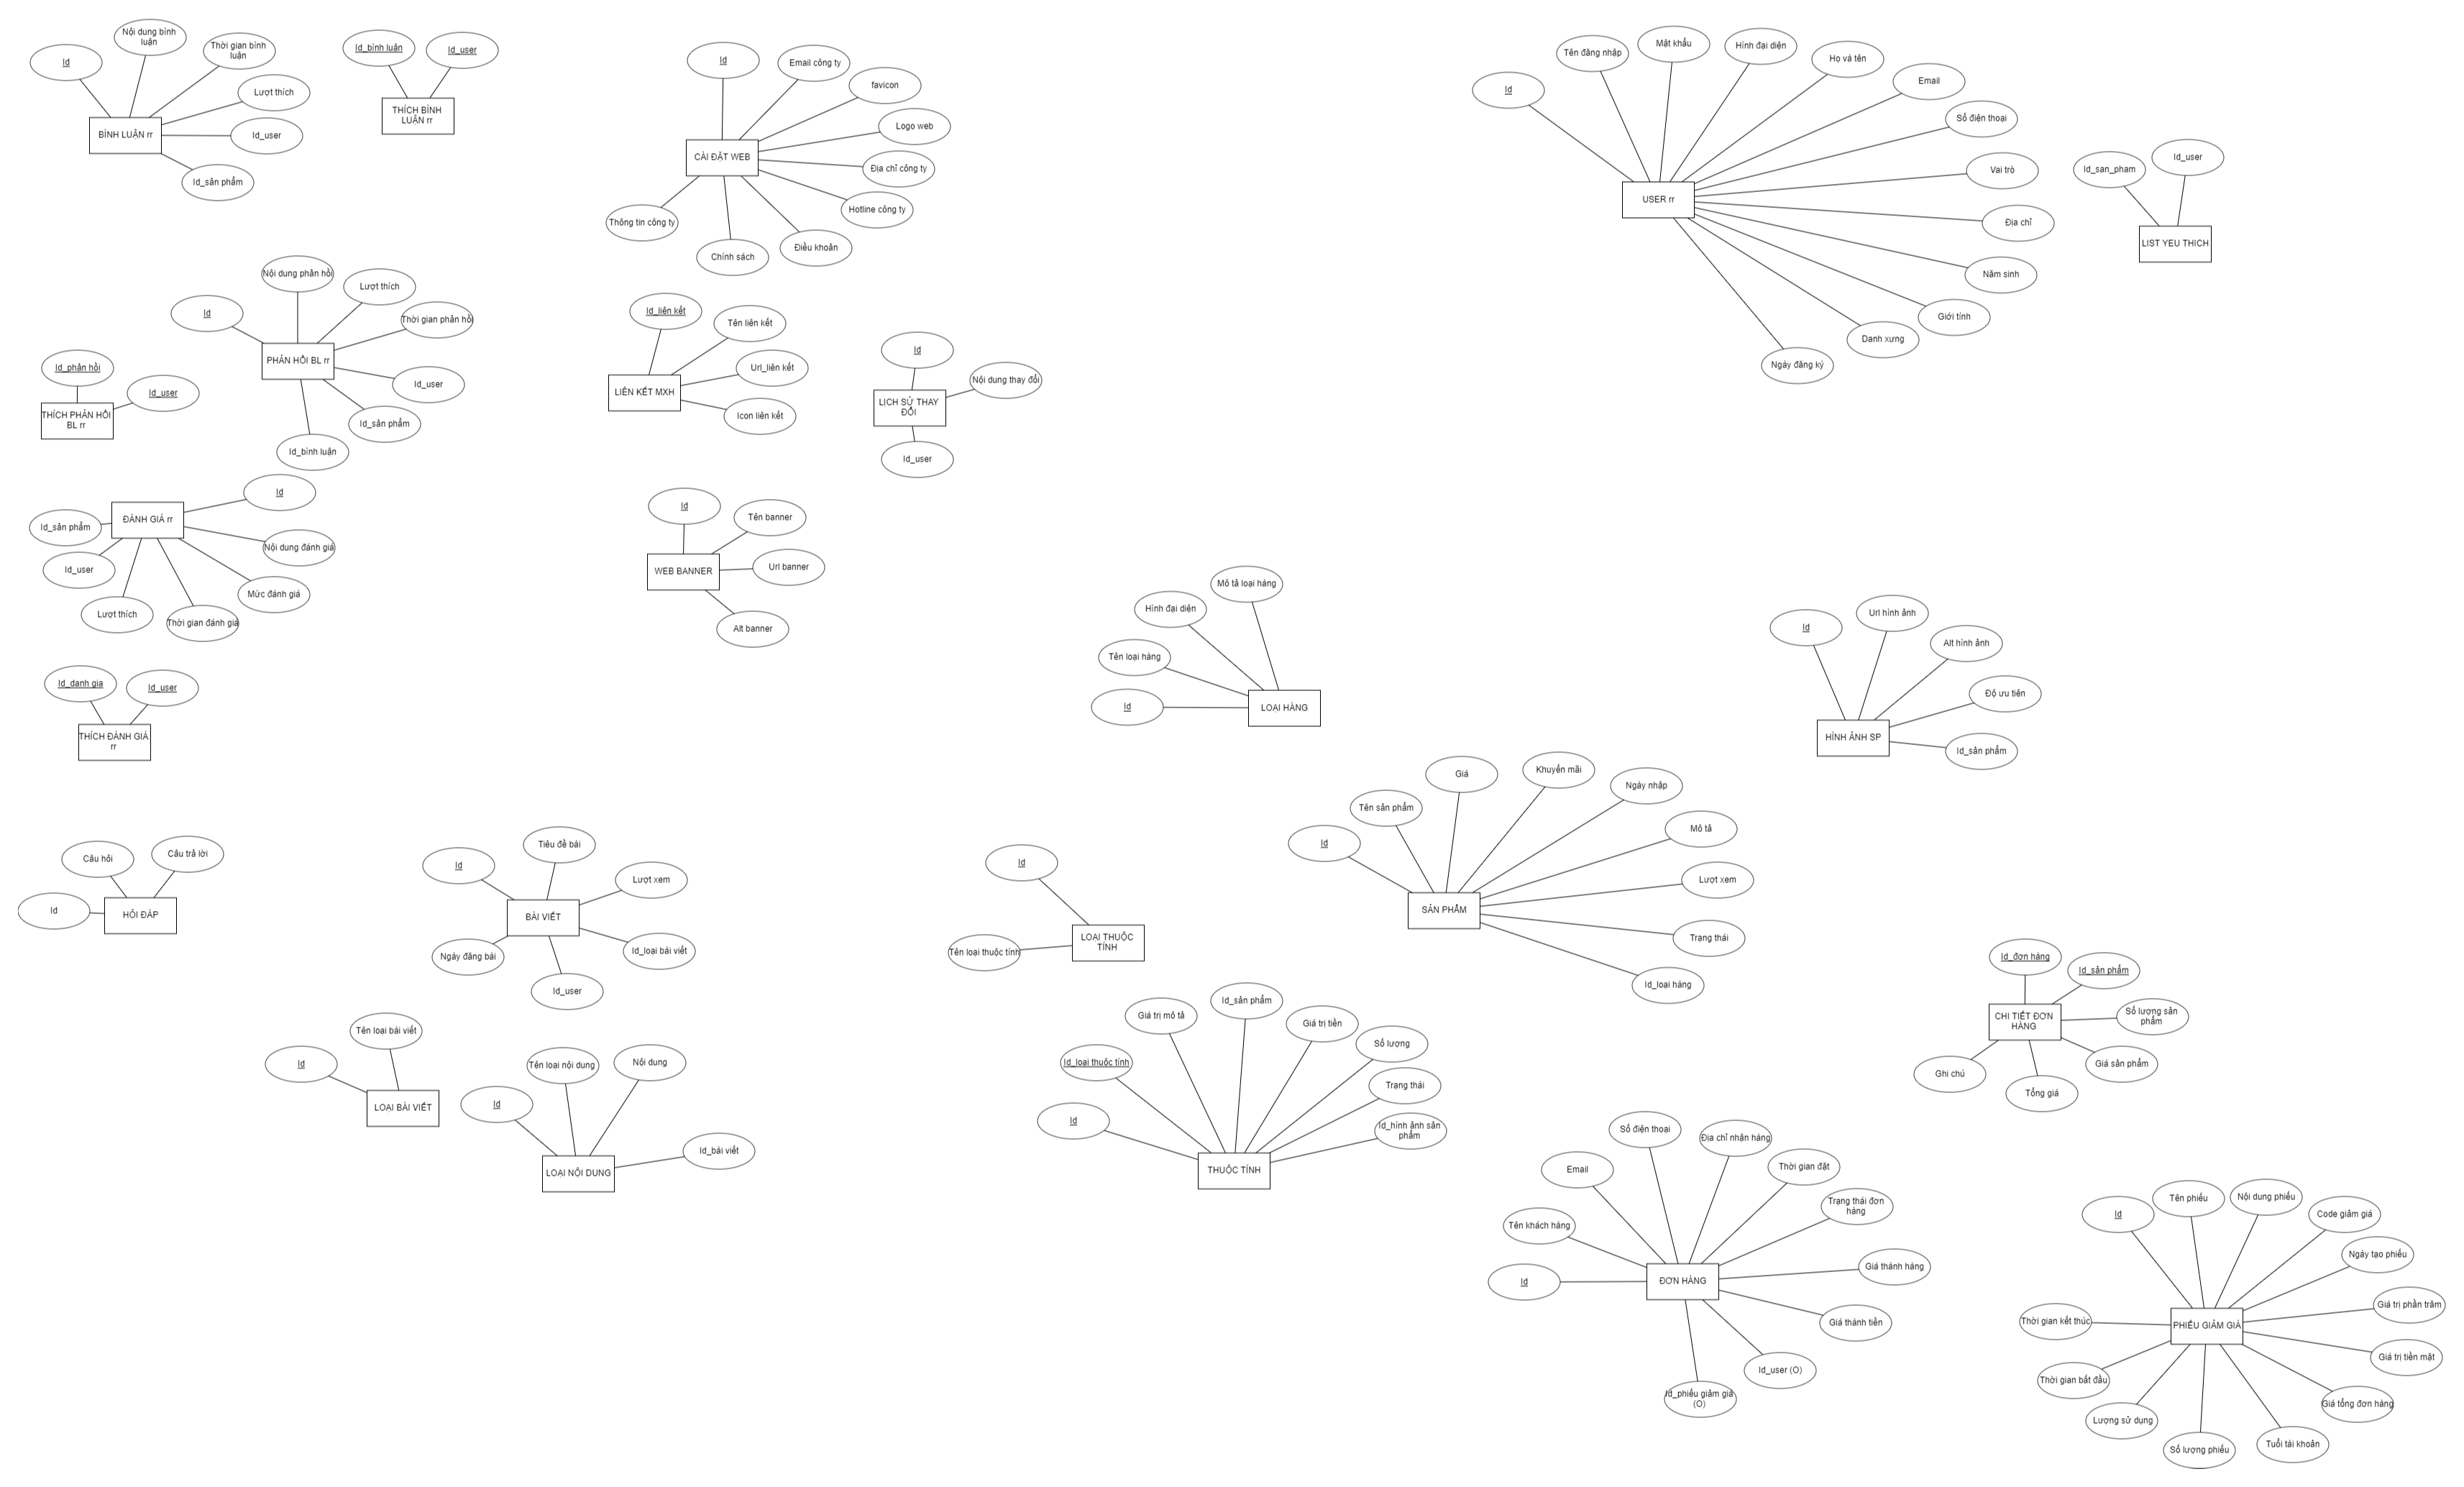 Id
Nội dung bình
luận
Thời gian bình
luận
Lượt thích
Id_user
Id_sản phẩm
BÌNH LUẬN rr
Id_bình luận
Id_user
THÍCH BÌNH
LUẬN rr
Id
Email công ty
favicon
Logo web
Địa chỉ công ty
Hotline công ty
Điều khoản
Chính sách
Thông tin công ty
CÀI ĐẶT WEB
Id
Tên đăng nhập
Mật khẩu
Hình đại diện
Họ và tên
Email
Số điện thoại
Vai trò
Địa chỉ
Năm sinh
Giới tính
Danh xưng
Ngày đăng ký
USER rr
Id_san_pham
Id_user
LIST YEU THICH
Id
Nội dung phản hồi
Lượt thích
Thời gian phản hồi
Id_user
Id_sản phẩm
Id_bình luận
PHẢN HỒI BL rr
Id_phản hồi
Id_user
THÍCH PHẢN HỒI
BL rr
Id_liên kết
Tên liên kết
Url_liên kết
Icon liên kết
LIÊN KẾT MXH
Id
Nội dung thay đổi
LỊCH SỬ THAY
ĐỔI
Id_user
Id
ĐÁNH GIÁ rr
Id_sản phẩm
Nội dung đánh giá
Id_user
Mức đánh giá
Lượt thích
Thời gian đánh giá
Id
Tên banner
Url banner
WEB BANNER
Alt banner
Id_danh gia
Id_user
THÍCH ĐÁNH GIÁ
rr
Mô tả loại hàng
Hình đại diện
Tên loại hàng
Id
LOẠI HÀNG
Id
Url hình ảnh
Alt hình ảnh
Độ ưu tiên
Id_sản phẩm
HÌNH ẢNH SP
Id
Tên sản phẩm
Giá
Khuyến mãi
Ngày nhập
Mô tả
Lượt xem
Trạng thái
Id_loại hàng
SẢN PHẨM
Câu hỏi
Câu trả lời
Id
HỎI ĐÁP
Id
Tiêu đề bài
Lượt xem
Id_loại bài viết
Id_user
Ngày đăng bài
BÀI VIẾT
Id
Tên loại thuộc tính
LOẠI THUỘC
TÍNH
Id
Tên loại bài viết
LOẠI BÀI VIẾT
Id
Tên loại nội dung
Nội dung
Id_bài viết
LOẠI NỘI DUNG
Id
Id_loại thuộc tính
Giá trị mô tả
Id_sản phẩm
Giá trị tiền
Số lượng
Trạng thái
Id_hình ảnh sản
phẩm
THUỘC TÍNH
Id_đơn hàng
Id_sản phẩm
Số lượng sản
phẩm
Giá sản phẩm
Tổng giá
Ghi chú
CHI TIẾT ĐƠN
HÀNG
Id
Tên khách hàng
Email
Số điện thoại
Địa chỉ nhận hàng
Thời gian đặt
Trạng thái đơn
hàng
Giá thành hàng
Giá thành tiền
Id_user (O)
Id_phiếu giảm giá
(O)
ĐƠN HÀNG
Id
Tên phiếu
Nội dung phiếu
Code giảm giá
Ngày tạo phiếu
Giá trị phần trăm
Giá trị tiền mặt
Giá tổng đơn hàng
Tuổi tài khoản
Số lượng phiếu
Lượng sử dụng
Thời gian bắt đầu
Thời gian kết thúc
PHIẾU GIẢM GIÁ